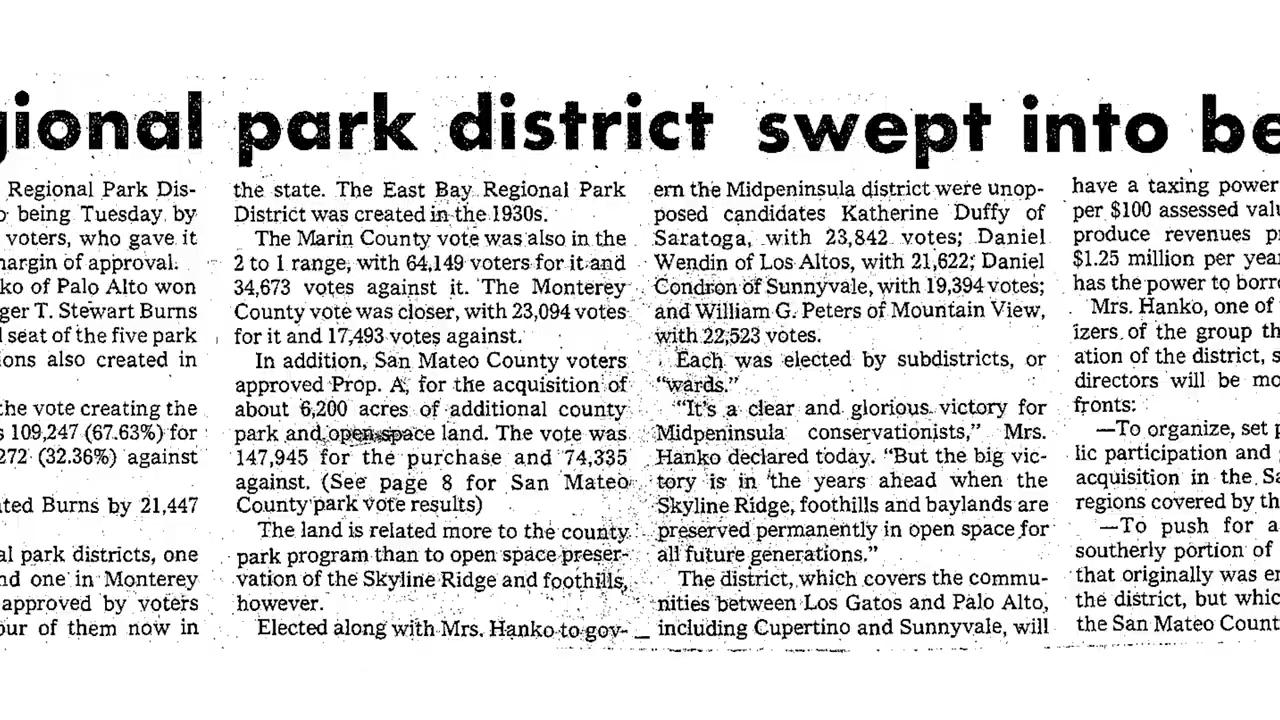 gional park district swept into be
Regional Park Dis-
being Tuesday by
voters, who gave it
margin of approval.
ko of Palo Alto won
ger T. Stewart Burns
seat of the five park
ons also created in
the vote creating the
109,247 (67.63%) for
272 (32.36%) against
ted Burns by 21,447
al park districts, one
nd one in Monterey
approved by voters
our of them now in
the state. The East Bay Regional Park
District was created in the 1930s.
The Marin County vote was also in the
2 to 1 range, with 64,149 voters for it and
34,673 votes against it. The Monterey
County vote was closer, with 23,094 votes
for it and 17,493 votes against.
In addition, San Mateo County voters
approved Prop. A, for the acquisition of
about 6,200 acres of additional county
park and open space land. The vote was
147,945 for the purchase and 74,335
against. (See page 8 for San Mateo
County park vote results)
The land is related more to the county
park program than to open space preser-
vation of the Skyline Ridge and foothills,
however.
Elected along with Mrs. Hanko to gov-
ern the Midpeninsula district were unop-
posed candidates Katherine Duffy of
Saratoga, with 23,842 votes; Daniel
Wendin of Los Altos, with 21,622; Daniel
Condron of Sunnyvale, with 19,394 votes;
and William G. Peters of Mountain View,
with 22,523 votes.
Each was elected by subdistricts, or
"wards."
"It's a clear and glorious victory for
Midpeninsula conservationists," Mrs.
Hanko declared today. "But the big vic-
tory is in the years ahead when the
Skyline Ridge, foothills and baylands are
preserved permanently in open space for
all future generations."
The district, which covers the commu-
nities between Los Gatos and Palo Alto,
including Cupertino and Sunnyvale, will
have a taxing power
per $100 assessed valu
produce revenues p
$1.25 million per yea
has the power to borr
Mrs. Hanko, one of
izers of the group th
ation of the district, s
directors will be mo
fronts:
—To organize, set p
lic participation and
acquisition in the Sa
regions covered by th
—To push for a
southerly portion of
that originally was e
the district, but whic
the San Mateo Count